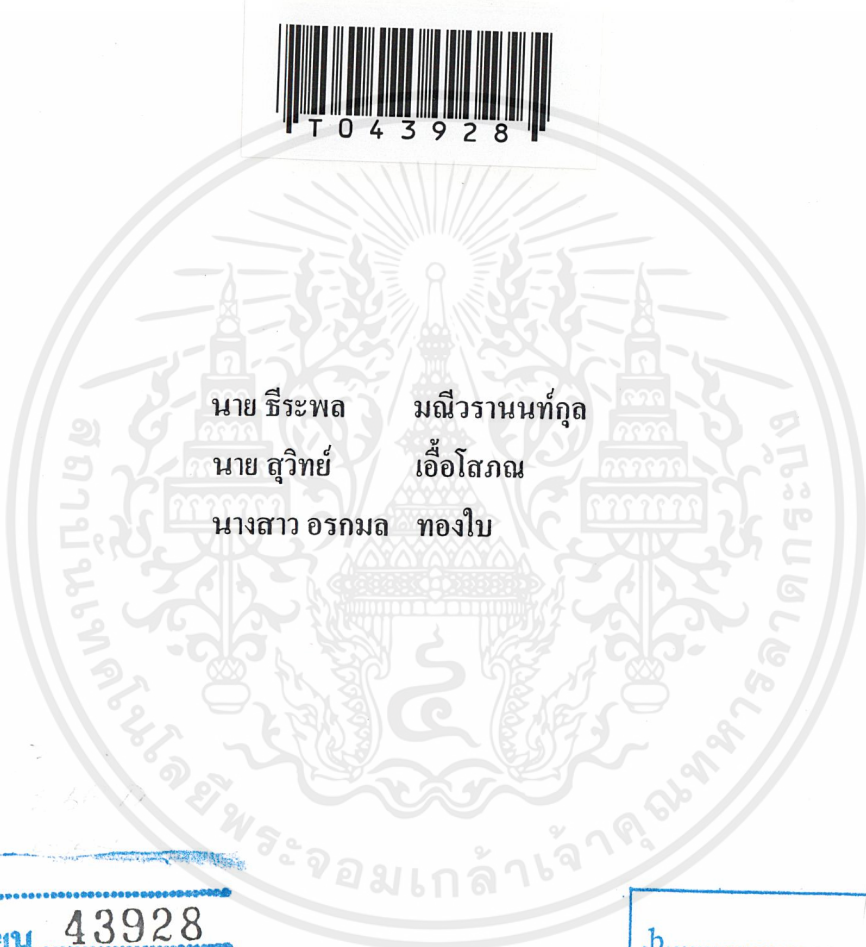 T043928
นาย ธีระพล มณีวรานนท์กุล
นาย สุวิทย์ เอื้อโสภณ
นางสาว อรกมล ทองใบ
สถาบันเทคโนโลยีพระจอมเกล้าเจ้าคุณทหารลาดกระบัง
43928